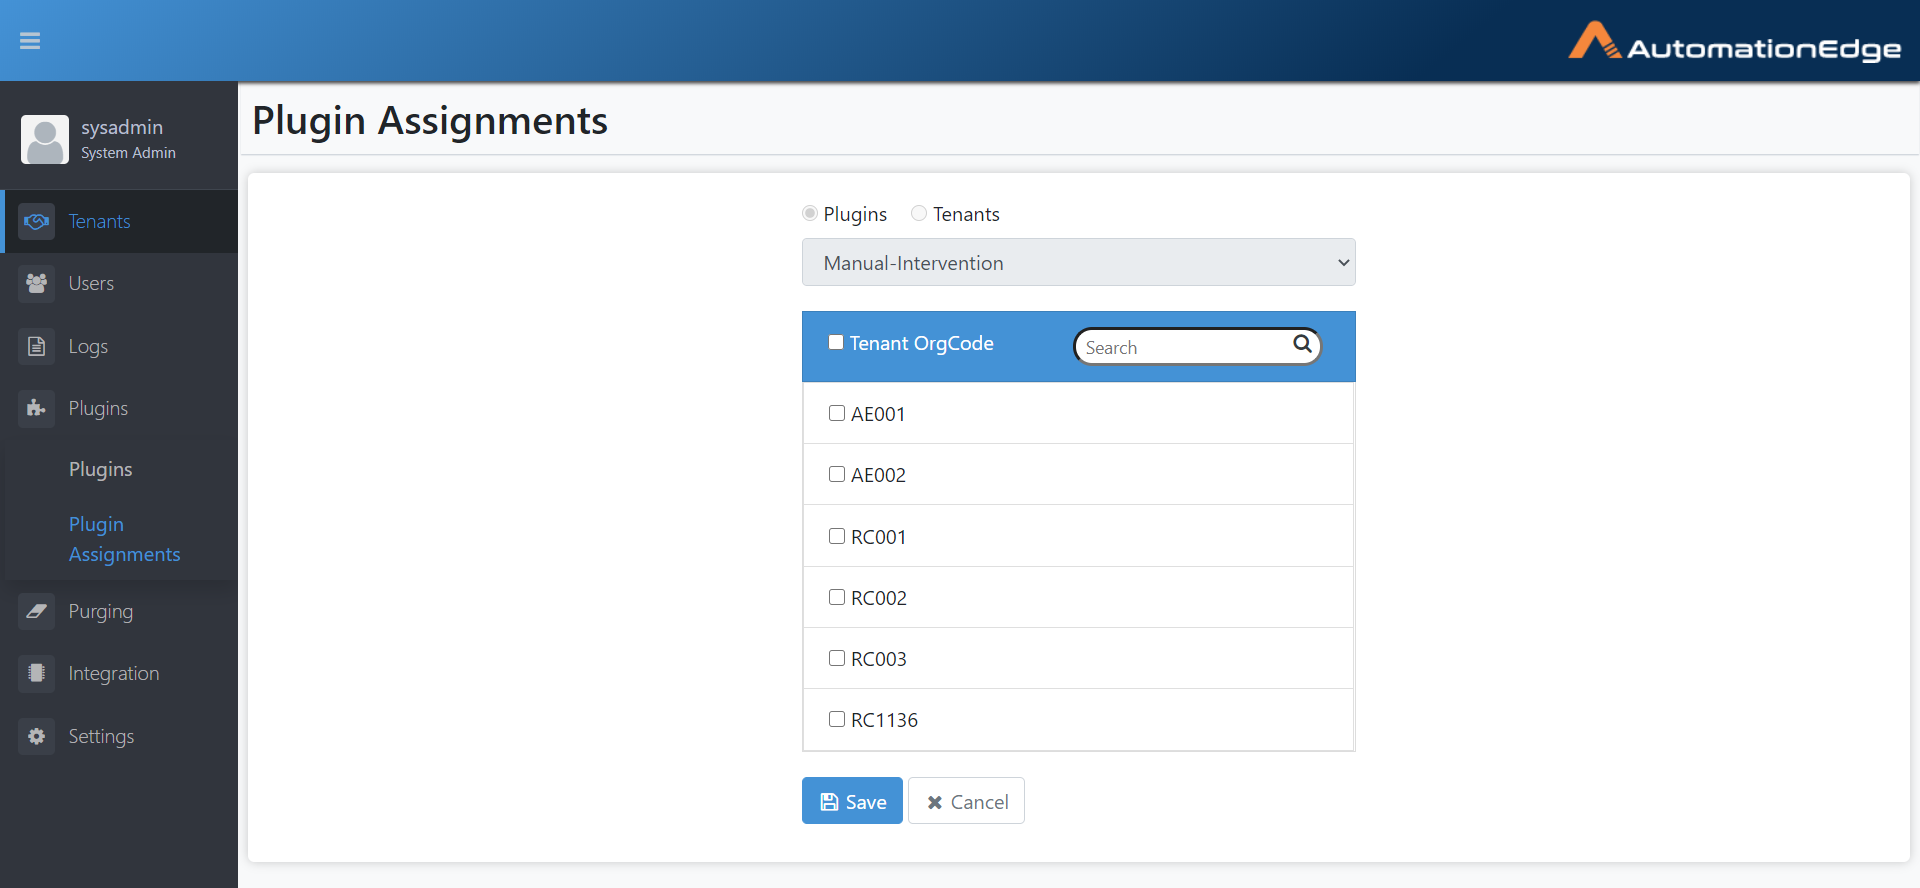 AutomationEdge
sysadmin
System Admin
Tenants
Users
Logs
Plugins
Plugins
Plugin
Assignments
Purging
Integration
Settings
Plugin Assignments
Plugins Tenants
Manual-Intervention
Tenant OrgCode Search
AE001
AE002
RC001
RC002
RC003
RC1136
Save Cancel